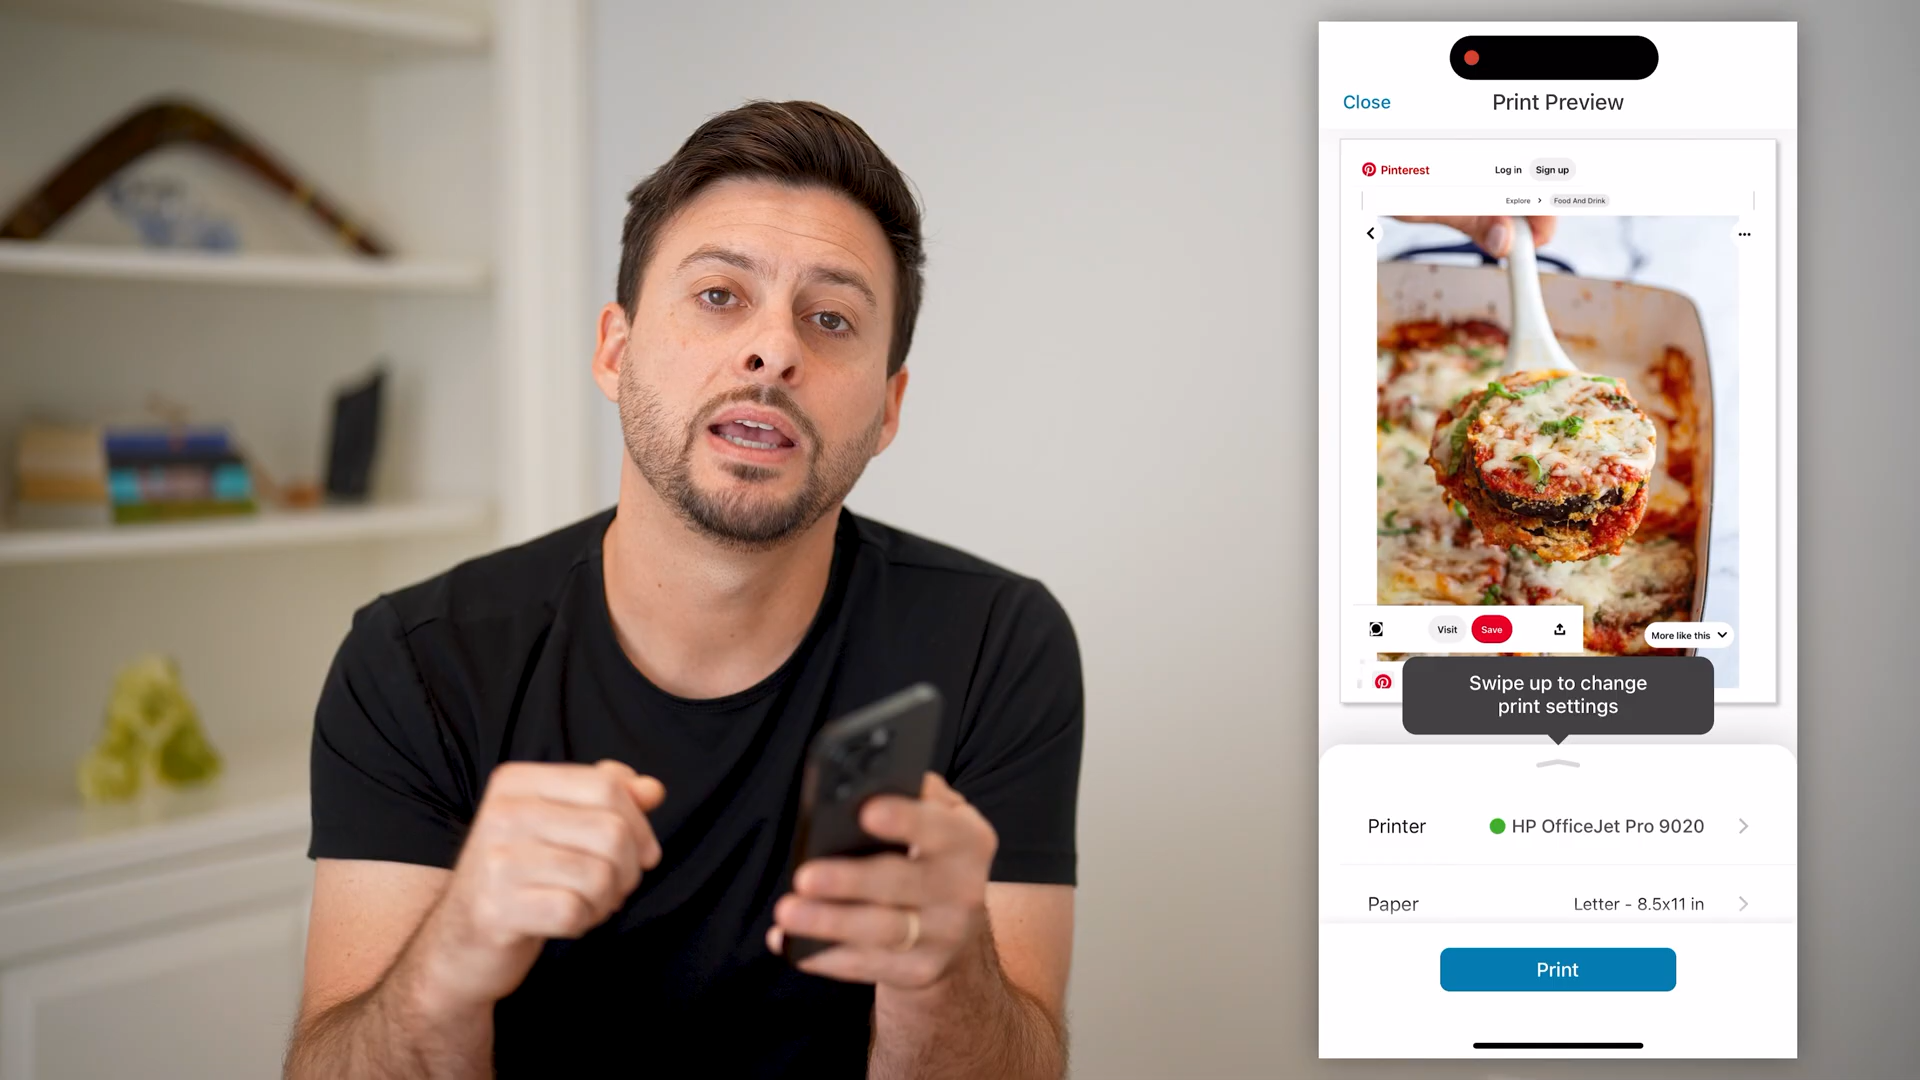 Close
Print Preview
Pinterest
Log in
Sign up
Explore > Food And Drink
Visit
Save
More like this
Swipe up to change
print settings
Printer
HP OfficeJet Pro 9020
Paper
Letter - 8.5x11 in
Print